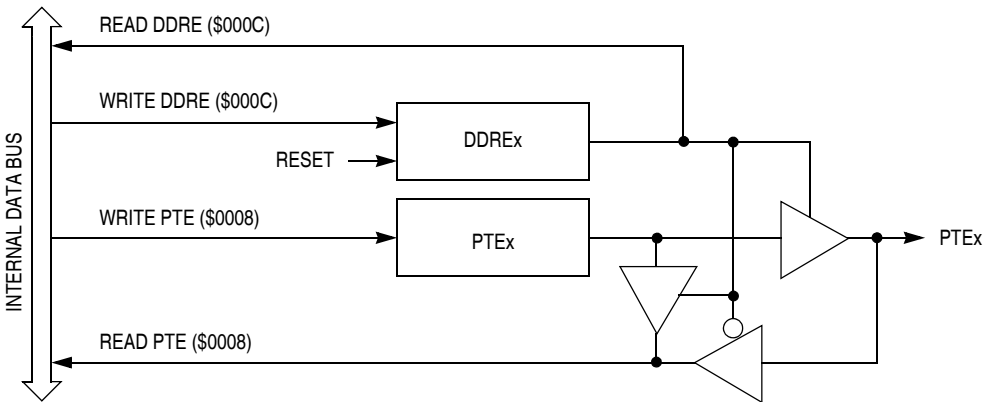 READ DDRE ($000C)
WRITE DDRE ($000C)
DDREx
RESET
INTERNAL DATA BUS
WRITE PTE ($0008)
PTEx
PTEx
READ PTE ($0008)